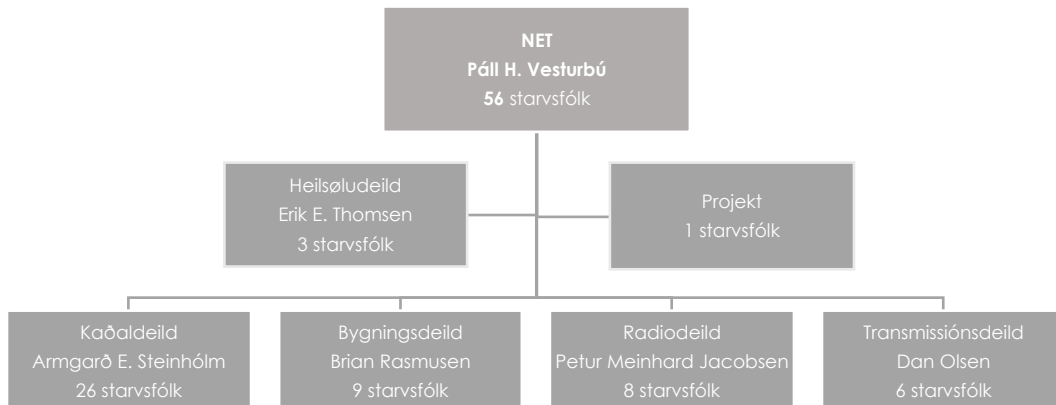 NET
Páll H. Vesturbú
56 starvsfólk
Heilsøludeild
Erik E. Thomsen
3 starvsfólk
Projekt
1 starvsfólk
Kaðaldeild
Armgarð E. Steinhólm
26 starvsfólk
Bygningsdeild
Brian Rasmusen
9 starvsfólk
Radiodeild
Petur Meinhard Jacobsen
8 starvsfólk
Transmissiónsdeild
Dan Olsen
6 starvsfólk